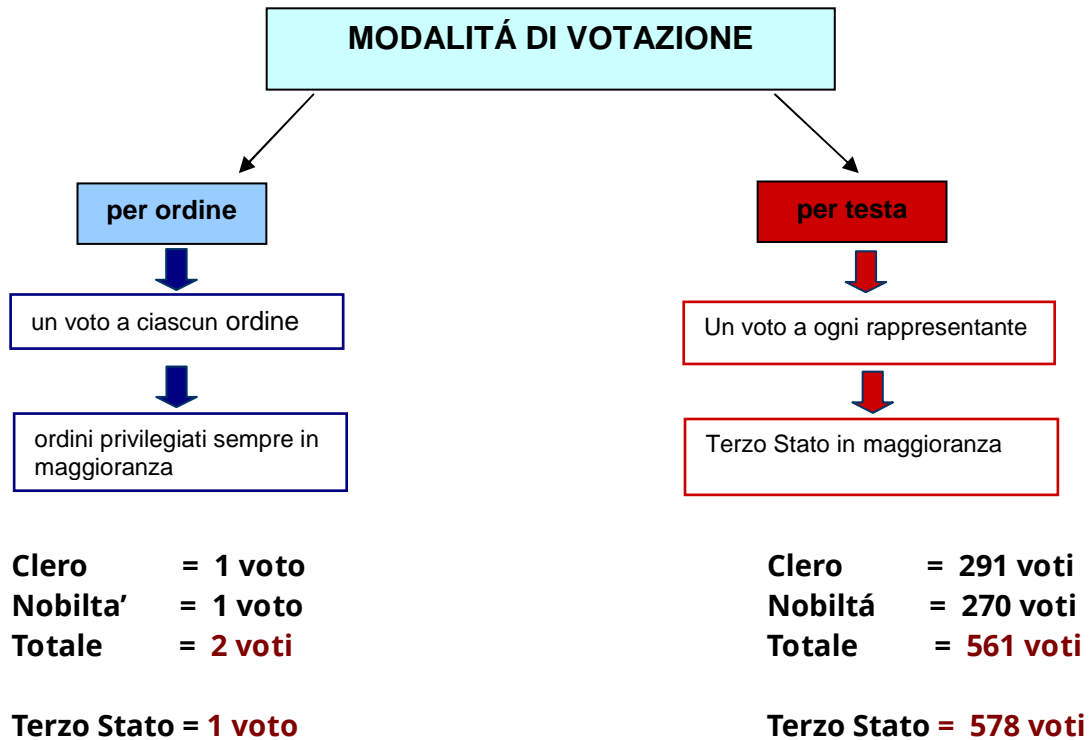 MODALITÁ DI VOTAZIONE
per ordine
un voto a ciascun ordine
ordini privilegiati sempre in
maggioranza
Clero = 1 voto
Nobilta’ = 1 voto
Totale = 2 voti
Terzo Stato = 1 voto
per testa
Un voto a ogni rappresentante
Terzo Stato in maggioranza
Clero = 291 voti
Nobiltá = 270 voti
Totale = 561 voti
Terzo Stato = 578 voti